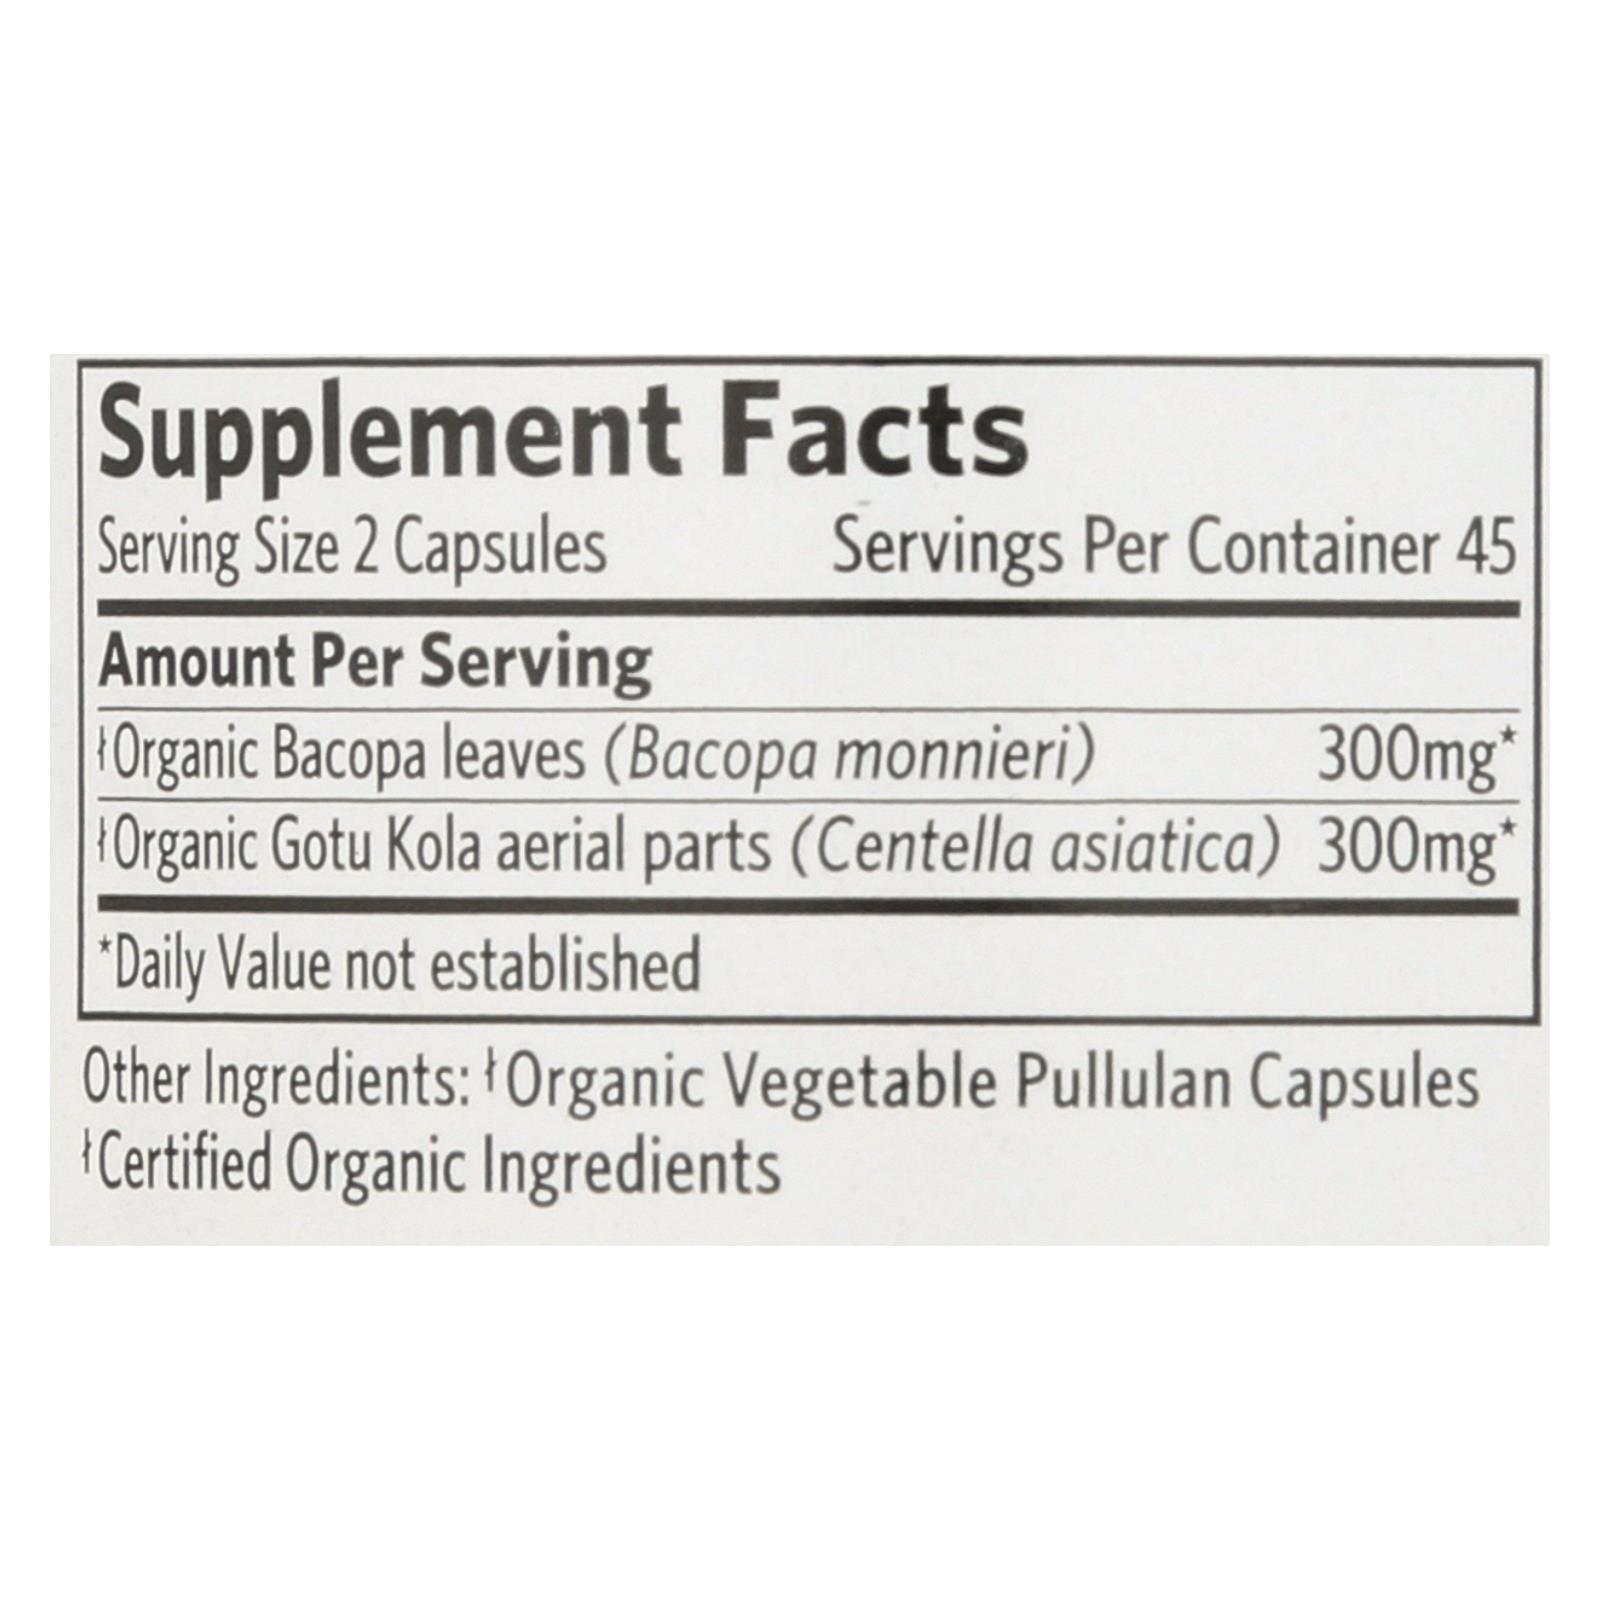 Supplement Facts
Serving Size 2 Capsules Servings Per Container 45
Amount Per Serving
ƚOrganic Bacopa leaves (Bacopa monnieri) 300mg*
ƚOrganic Gotu Kola aerial parts (Centella asiatica) 300mg*
*Daily Value not established
Other Ingredients: ƚOrganic Vegetable Pullulan Capsules
ƚCertified Organic Ingredients